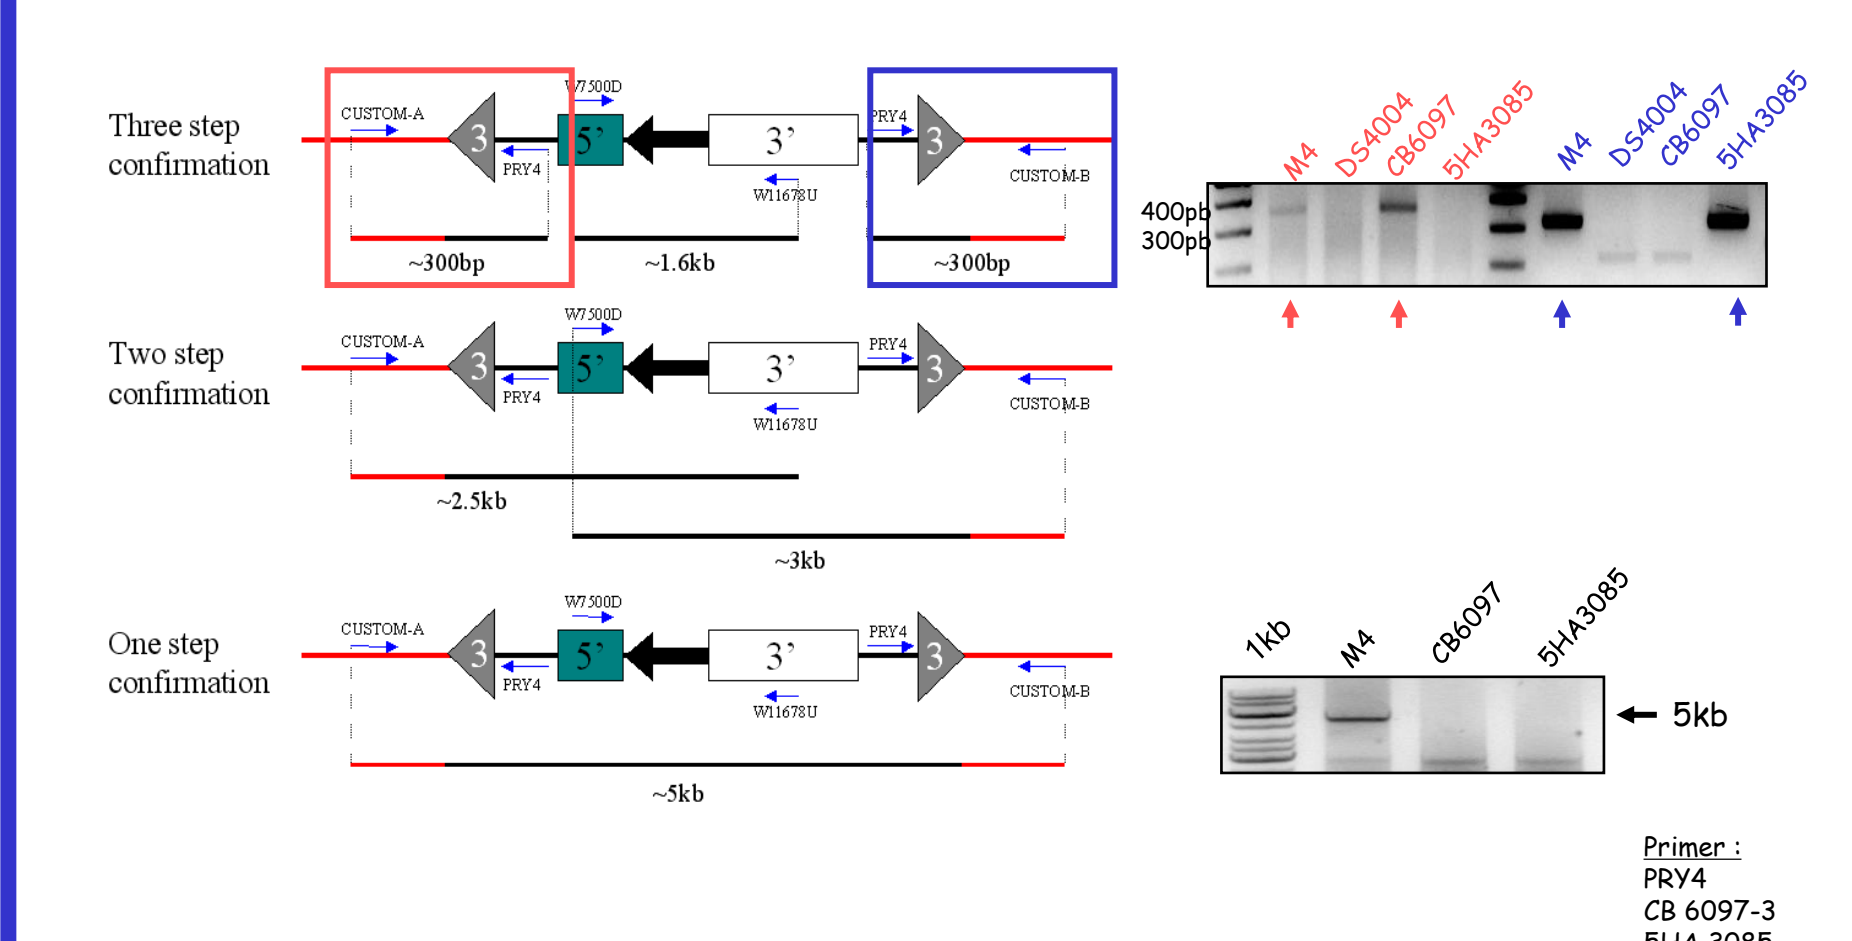 Three step
confirmation
CUSTOM-A
3
PRY4
W7500D
5’
3’
W11678U
PRY4
3
CUSTOM-B
~300bp
~1.6kb
~300bp
M4
DS4004
CB6097
5HA3085
M4
DS4004
CB6097
5HA3085
400pb
300pb
Two step
confirmation
CUSTOM-A
3
PRY4
W7500D
5’
3’
W11678U
PRY4
3
CUSTOM-B
~2.5kb
~3kb
One step
confirmation
CUSTOM-A
3
PRY4
W7500D
5’
3’
W11678U
PRY4
3
CUSTOM-B
~5kb
1kb
M4
CB6097
5HA3085
5kb
Primer :
PRY4
CB 6097-3
5HA 3085